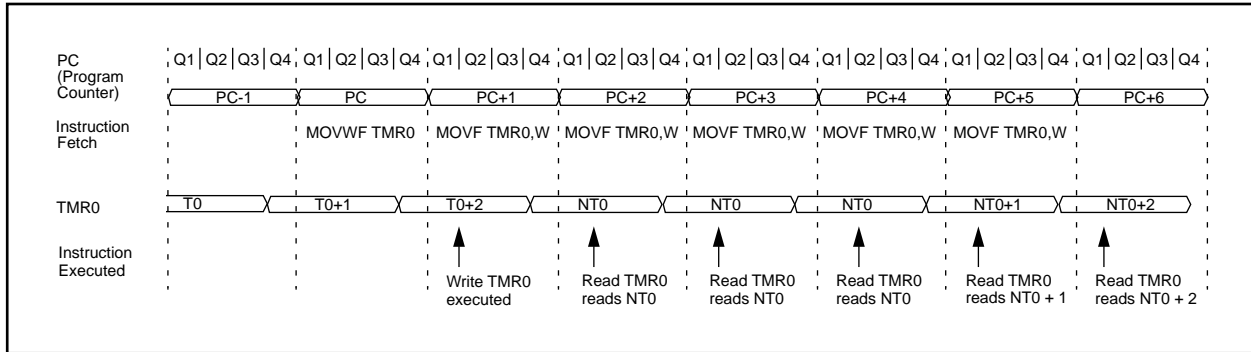 PC
(Program
Counter)
Q1 Q2 Q3 Q4 Q1 Q2 Q3 Q4 Q1 Q2 Q3 Q4 Q1 Q2 Q3 Q4 Q1 Q2 Q3 Q4 Q1 Q2 Q3 Q4 Q1 Q2 Q3 Q4 Q1 Q2 Q3 Q4
PC-1 PC PC+1 PC+2 PC+3 PC+4 PC+5 PC+6
Instruction
Fetch
MOVWF TMR0 MOVF TMR0,W MOVF TMR0,W MOVF TMR0,W MOVF TMR0,W MOVF TMR0,W
TMR0
T0 T0+1 T0+2 NT0 NT0 NT0 NT0+1 NT0+2
Instruction
Executed
Write TMR0
executed
Read TMR0
reads NT0
Read TMR0
reads NT0
Read TMR0
reads NT0
Read TMR0
reads NT0 + 1
Read TMR0
reads NT0 + 2